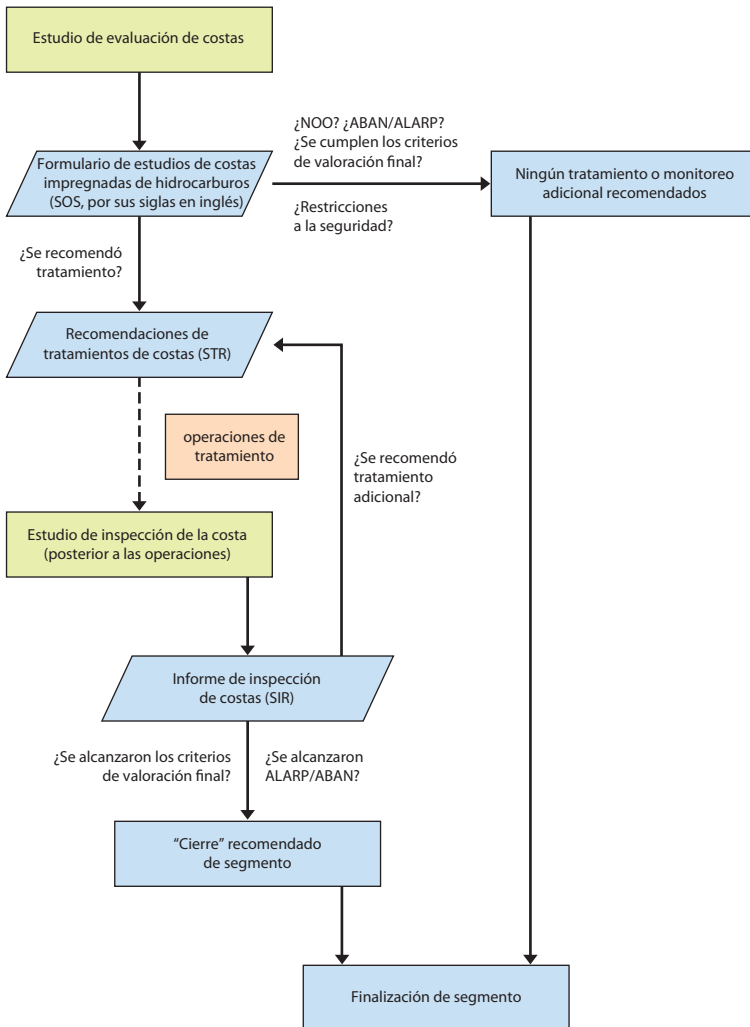 Estudio de evaluación de costas
¿NOO? ¿ABAN/ALARP?
¿Se cumplen los criterios
de valoración final?
Formulario de estudios de costas
impregnadas de hidrocarburos
(SOS, por sus siglas en inglés)
Ningún tratamiento o monitoreo
adicional recomendados
¿Restricciones
a la seguridad?
¿Se recomendó
tratamiento?
Recomendaciones de
tratamientos de costas (STR)
operaciones de
tratamiento
¿Se recomendó
tratamiento
adicional?
Estudio de inspección de la costa
(posterior a las operaciones)
Informe de inspección
de costas (SIR)
¿Se alcanzaron los criterios
de valoración final?
¿Se alcanzaron
ALARP/ABAN?
“Cierre” recomendado
de segmento
Finalización de segmento